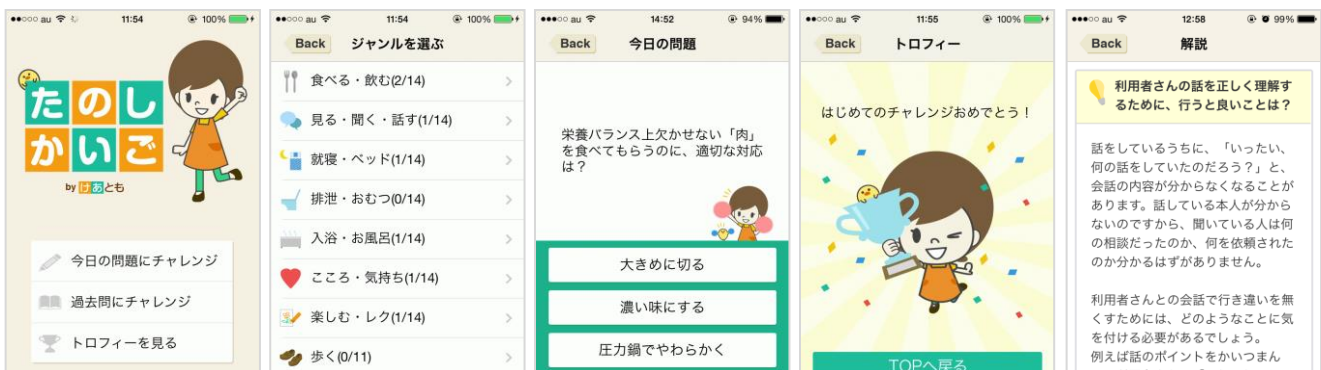 au 11:54 100%
たのし
かいご
by けあとも
今日の問題にチャレンジ
過去問にチャレンジ
トロフィーを見る
au 11:54 100%
Back ジャンルを選ぶ
食べる・飲む(2/14)
見る・聞く・話す(1/14)
就寝・ベッド(1/14)
排泄・おむつ(0/14)
入浴・お風呂(1/14)
こころ・気持ち(1/14)
楽しむ・レク(1/14)
歩く(0/11)
au 14:52 94%
Back 今日の問題
栄養バランス上欠かせない「肉」
を食べてもらうのに、適切な対応
は？
大きめに切る
濃い味にする
圧力鍋でやわらかく
au 11:55 100%
Back トロフィー
はじめてのチャレンジおめでとう！
TOPへ戻る
au 12:58 99%
Back 解説
利用者さんの話を正しく理解す
るために、行うと良いことは？
話をしているうちに、「いったい、
何の話をしていたのだろう？」と、
会話の内容が分からなくなることが
あります。話している本人が分から
ないのですから、聞いている人は何
の相談だったのか、何を依頼された
のか分かるはずがありません。
利用者さんとの会話で行き違いを無
くすためには、どのようなことに気
を付ける必要があるでしょう。
例えば話のポイントをかいつまん